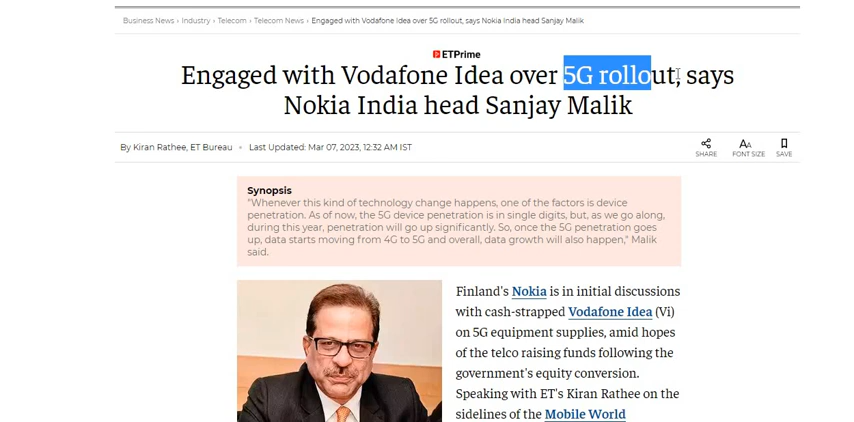 Business News › Industry › Telecom › Telecom News › Engaged with Vodafone Idea over 5G rollout, says Nokia India head Sanjay Malik
ETPrime
Engaged with Vodafone Idea over 5G rollout, says
Nokia India head Sanjay Malik
By Kiran Rathee, ET Bureau • Last Updated: Mar 07, 2023, 12:32 AM IST
SHARE
FONT SIZE
SAVE
Synopsis
"Whenever this kind of technology change happens, one of the factors is device
penetration. As of now, the 5G device penetration is in single digits, but, as we go along,
during this year, penetration will go up significantly. So, once the 5G penetration goes
up, data starts moving from 4G to 5G and overall, data growth will also happen," Malik
said.
Finland's Nokia is in initial discussions
with cash-strapped Vodafone Idea (Vi)
on 5G equipment supplies, amid hopes
of the telco raising funds following the
government's equity conversion.
Speaking with ET's Kiran Rathee on the
sidelines of the Mobile World